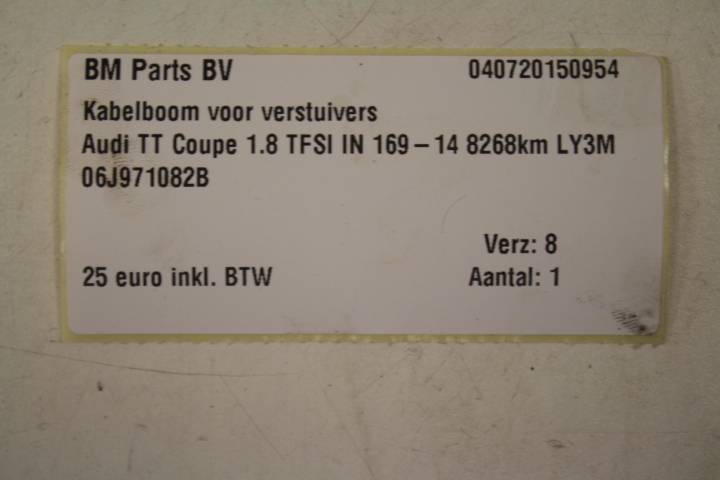 BM Parts BV 040720150954
Kabelboom voor verstuivers
Audi TT Coupe 1.8 TFSI IN 169-14 8268km LY3M
06J971082B
Verz: 8
25 euro inkl. BTW Aantal: 1